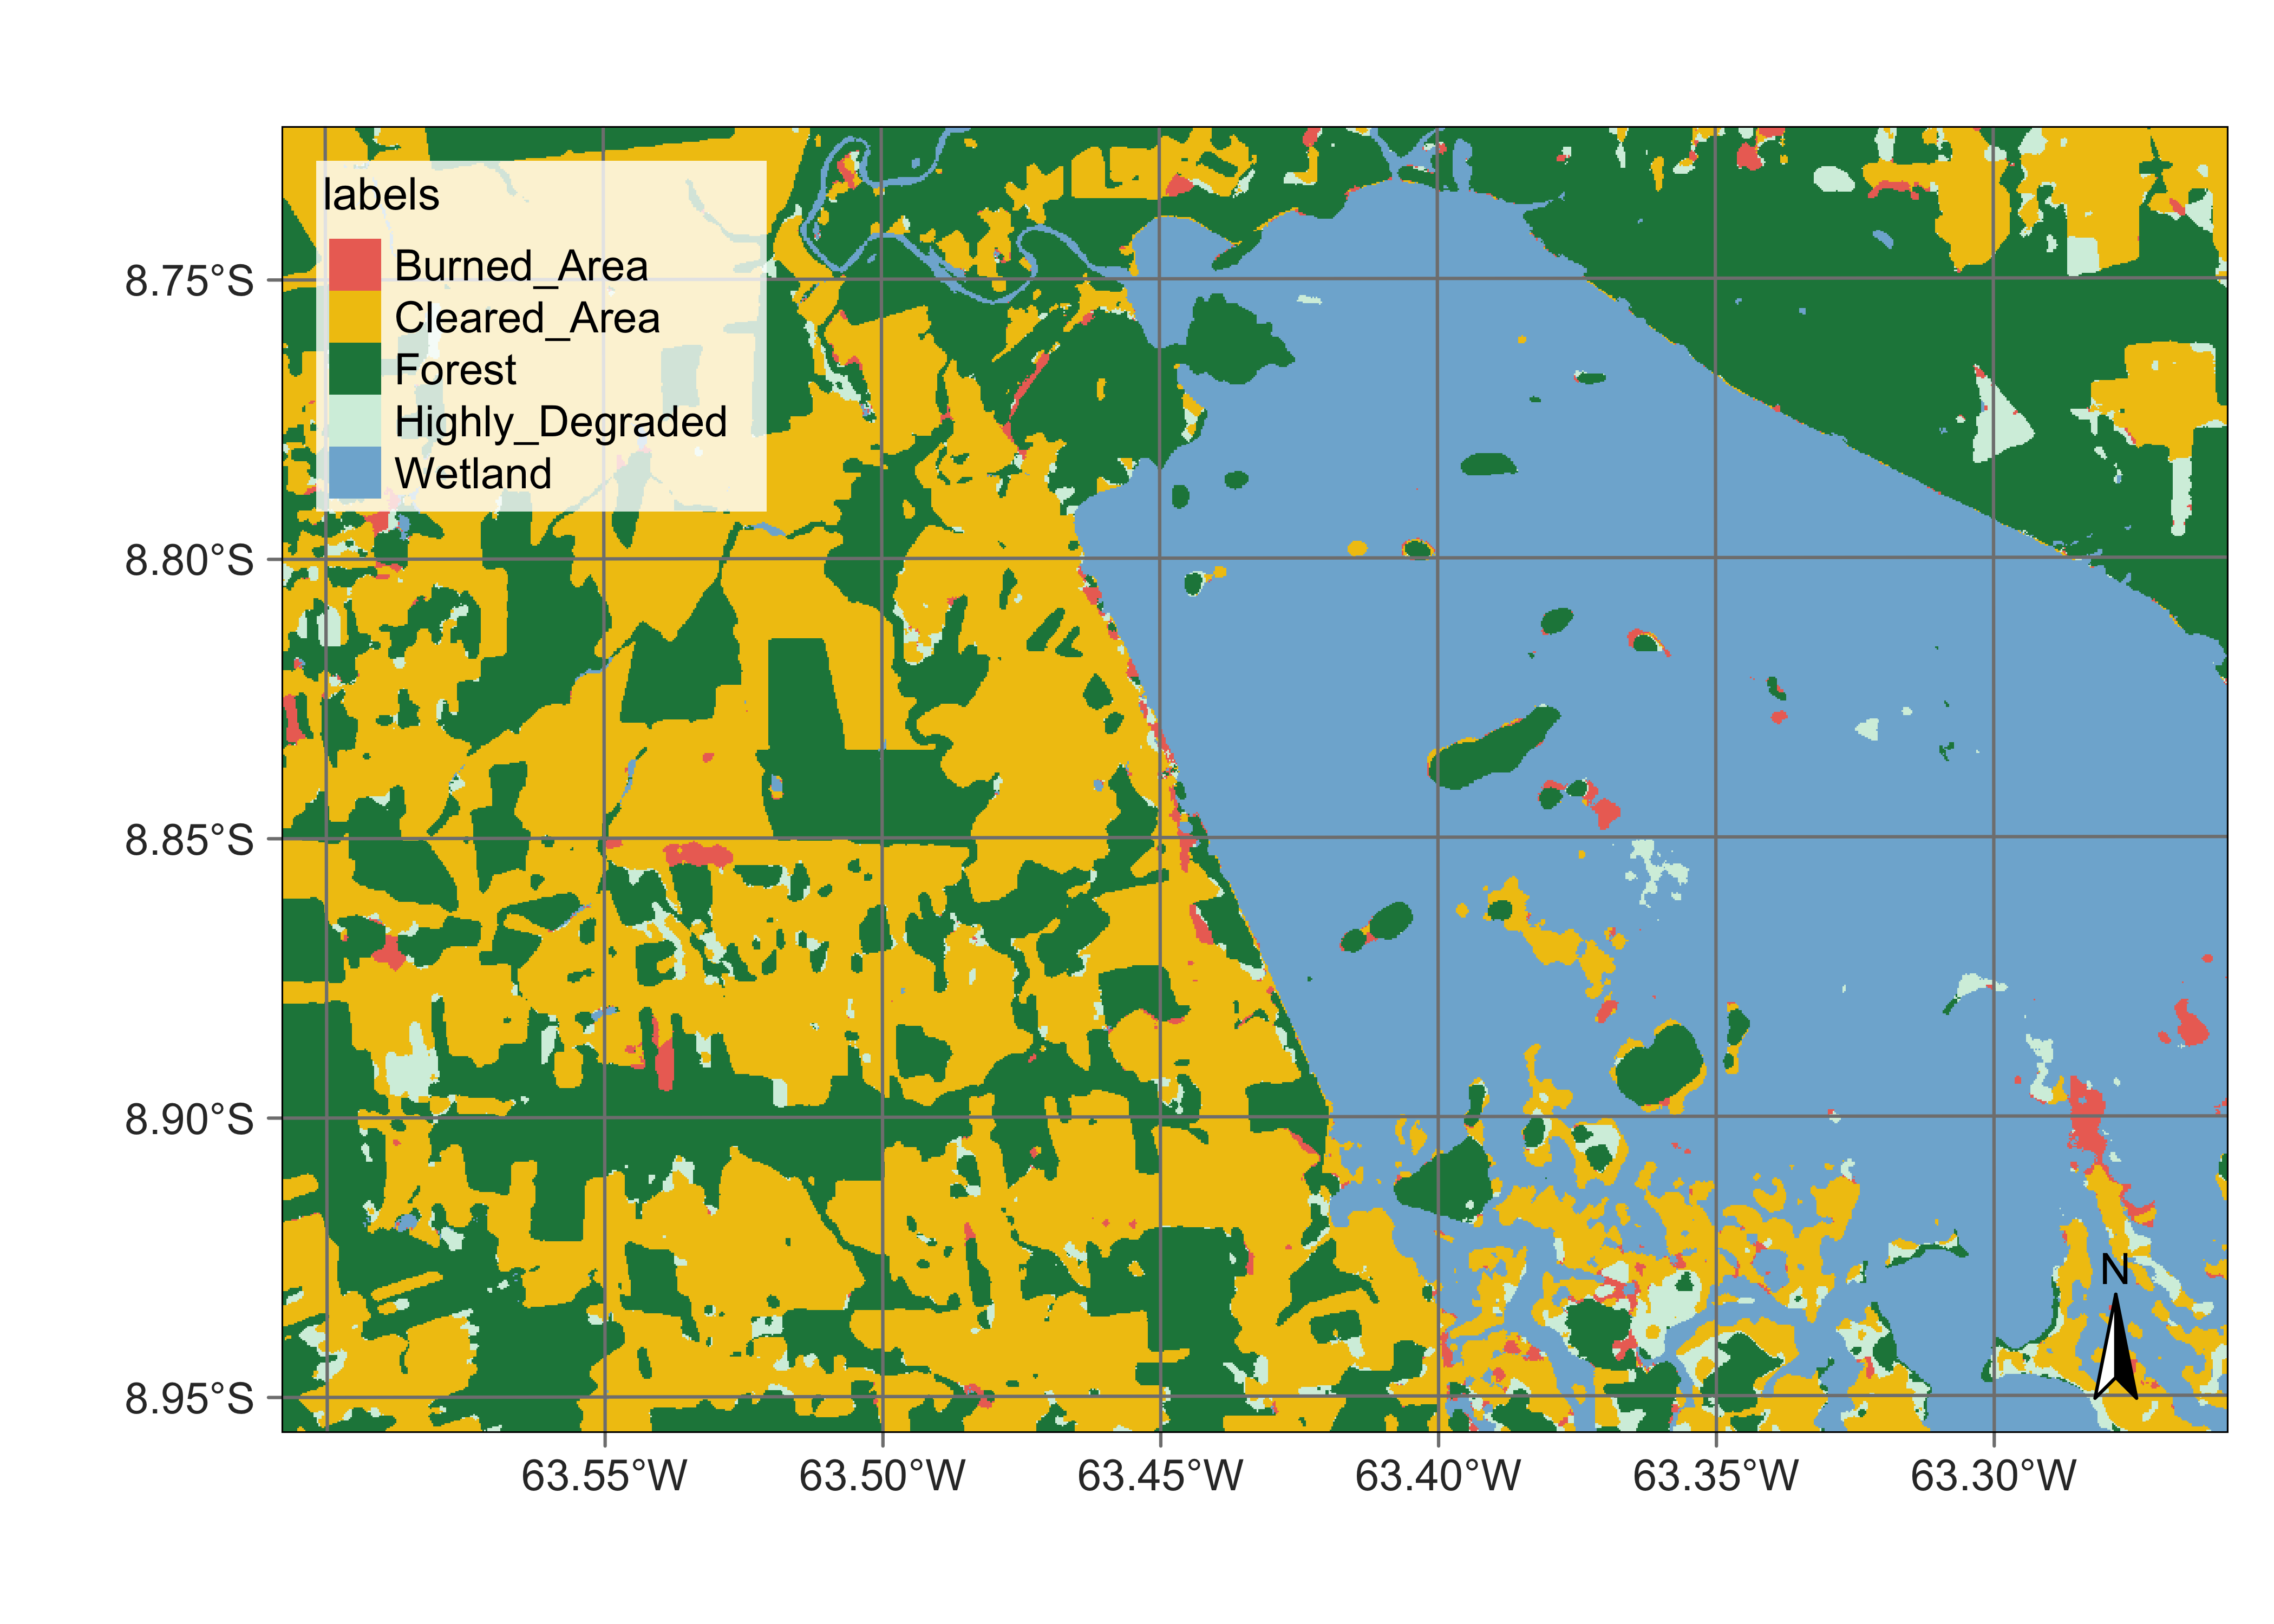 labels
Burned_Area
Cleared_Area
Forest
Highly_Degraded
Wetland
8.75°S
8.80°S
8.85°S
8.90°S
8.95°S
N
63.55°W
63.50°W
63.45°W
63.40°W
63.35°W
63.30°W